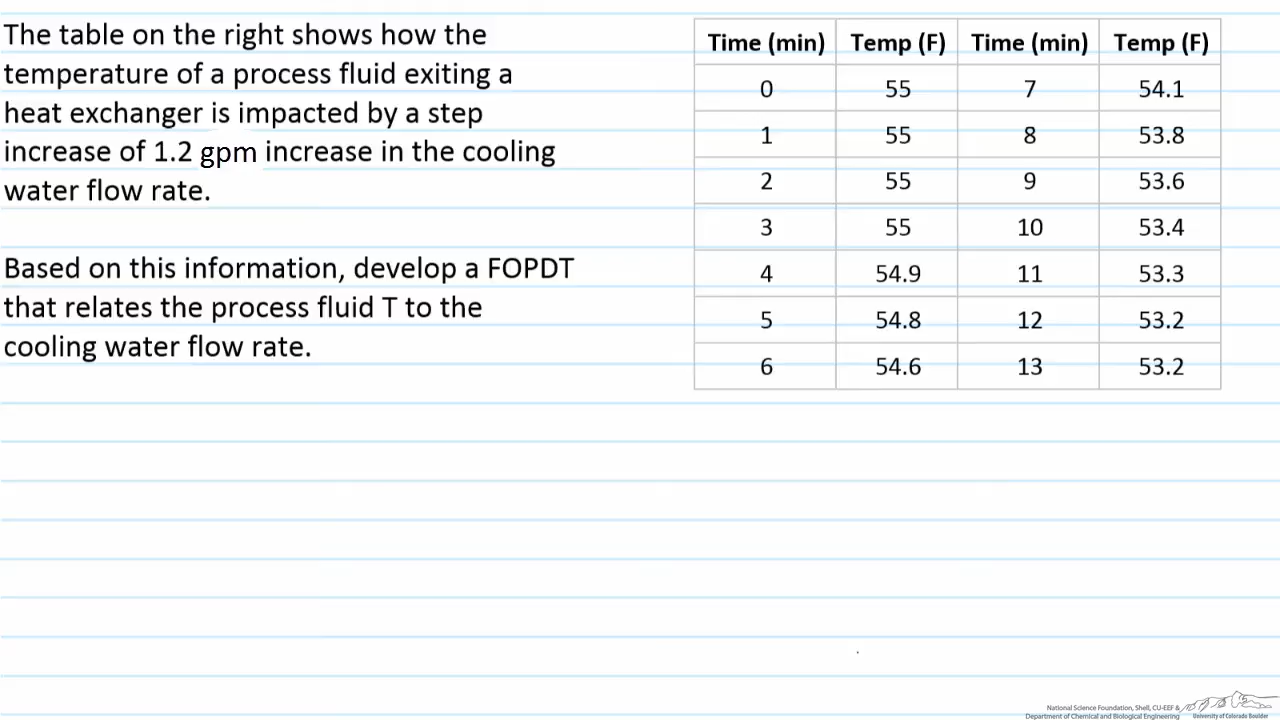 The table on the right shows how the
temperature of a process fluid exiting a
heat exchanger is impacted by a step
increase of 1.2 gpm increase in the cooling
water flow rate.
Based on this information, develop a FOPDT
that relates the process fluid T to the
cooling water flow rate.
Time (min) Temp (F) Time (min) Temp (F)
0 55 7 54.1
1 55 8 53.8
2 55 9 53.6
3 55 10 53.4
4 54.9 11 53.3
5 54.8 12 53.2
6 54.6 13 53.2
National Science Foundation, Shell, CU-EEF &
Department of Chemical and Biological Engineering
University of Colorado Boulder